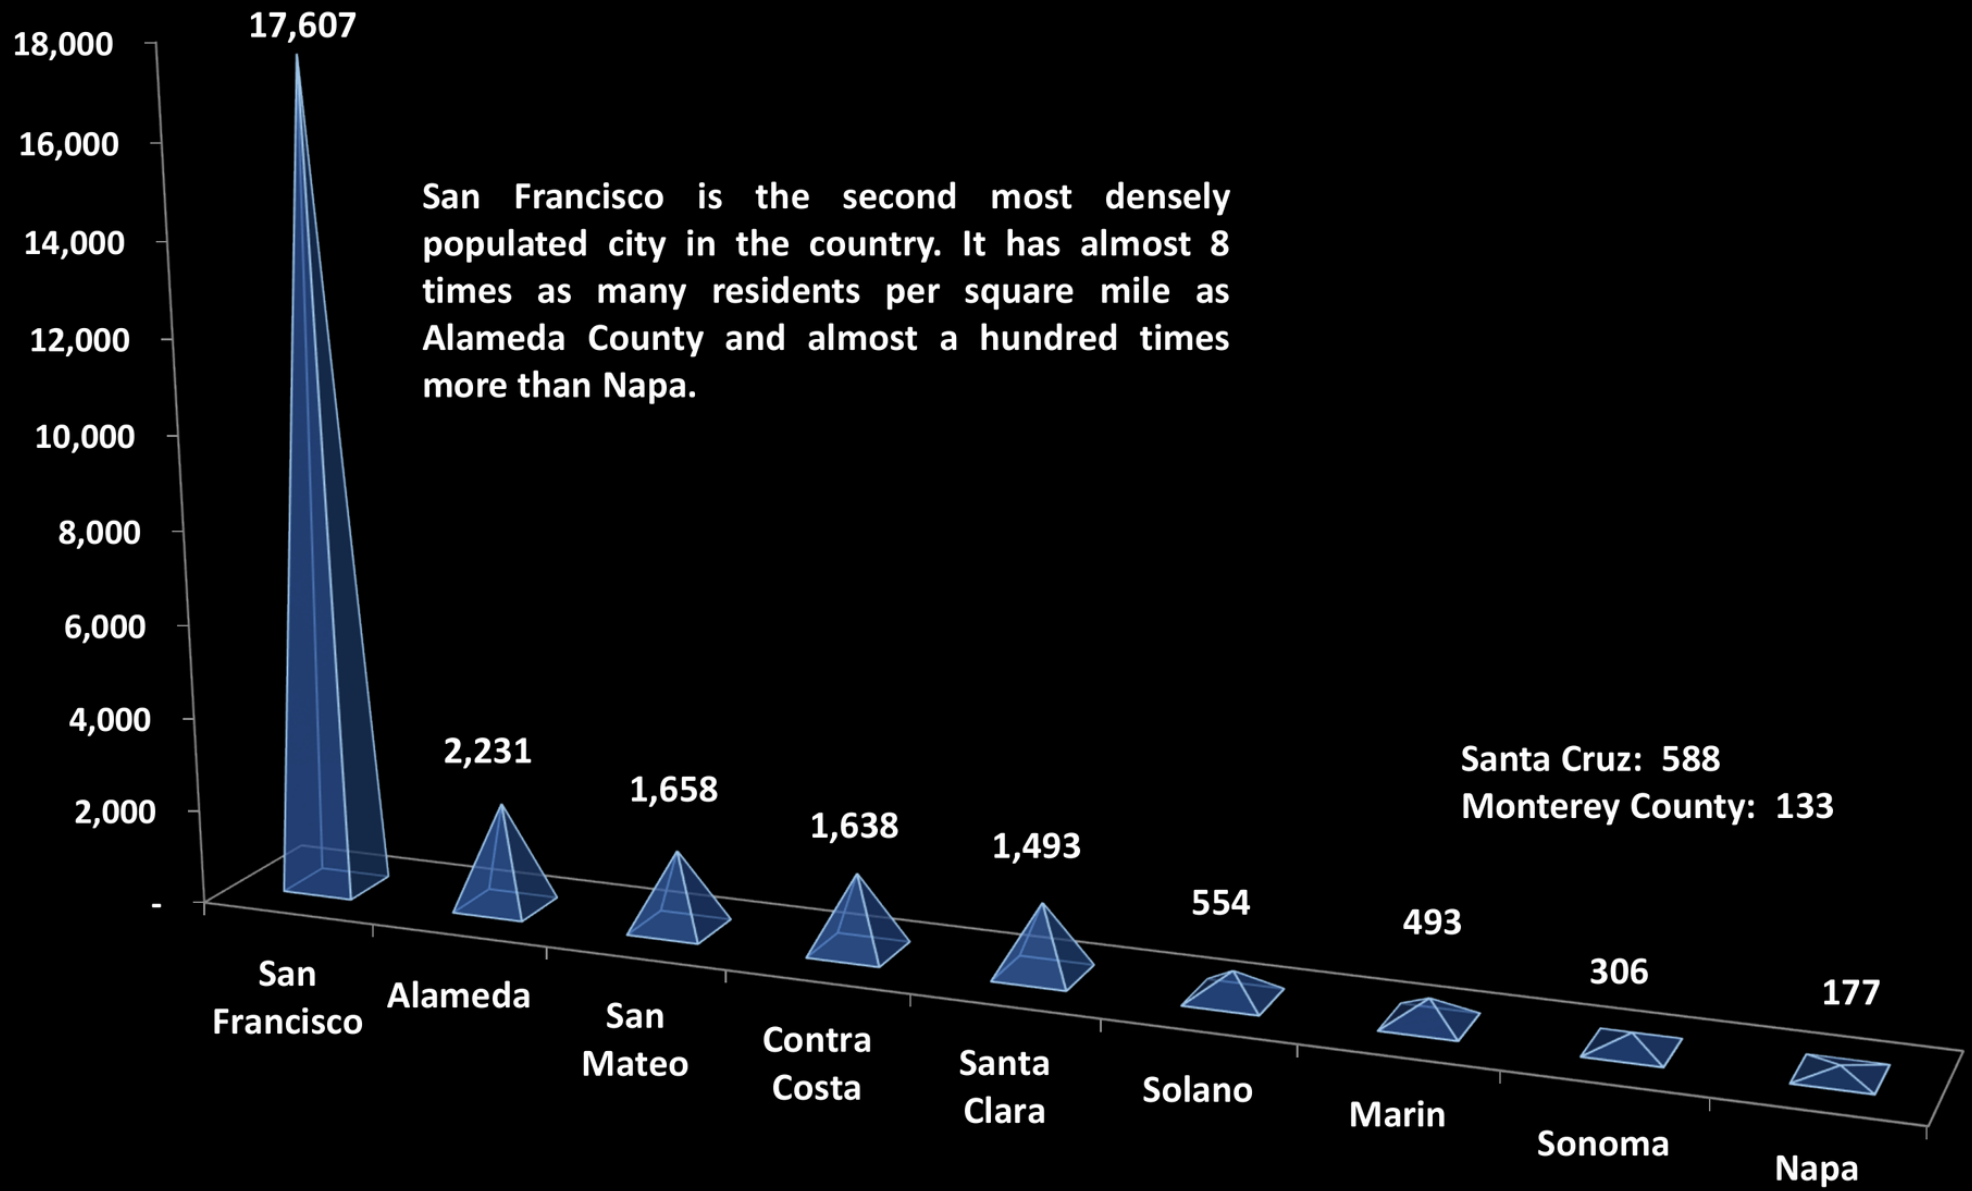 17,607
18,000
16,000
14,000
12,000
10,000
8,000
6,000
4,000
2,000
-
San Francisco is the second most densely
populated city in the country. It has almost 8
times as many residents per square mile as
Alameda County and almost a hundred times
more than Napa.
2,231
1,658
1,638
1,493
554
493
306
177
Santa Cruz: 588
Monterey County: 133
San
Francisco
Alameda
San
Mateo
Contra
Costa
Santa
Clara
Solano
Marin
Sonoma
Napa